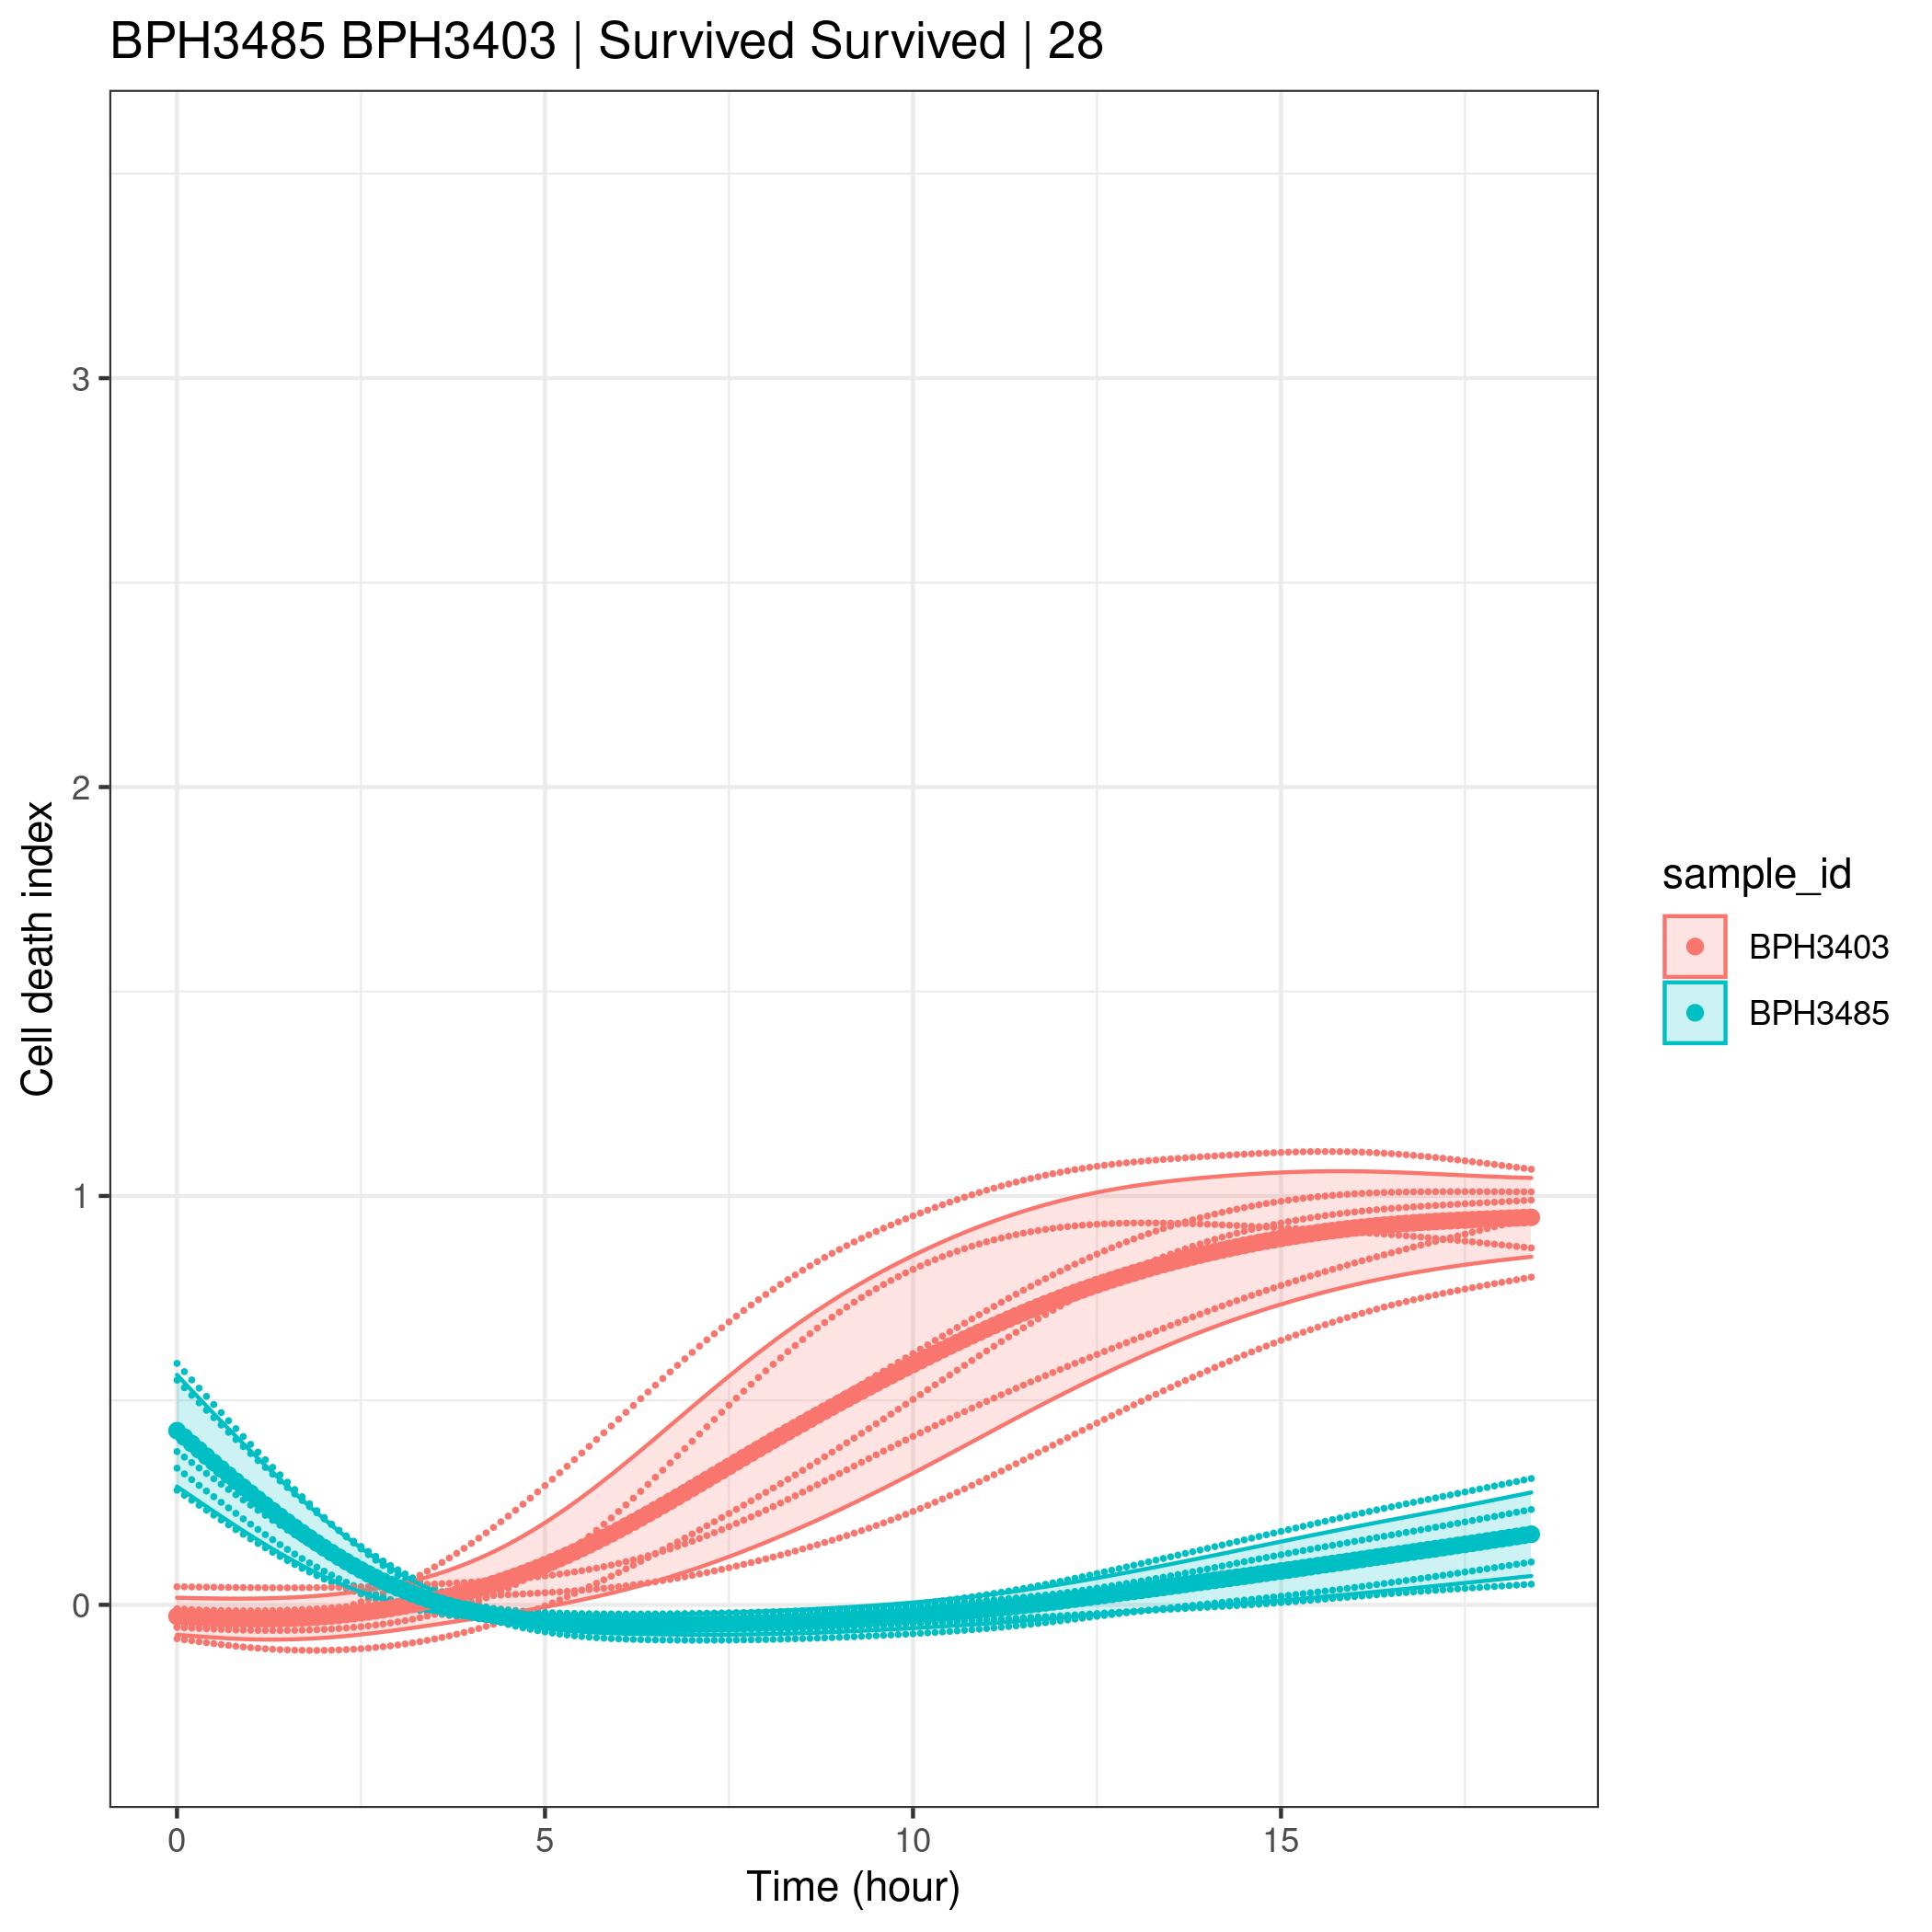 BPH3485 BPH3403 | Survived Survived | 28
3
2
1
0
Cell death index
0 5 10 15
Time (hour)
sample_id
BPH3403
BPH3485